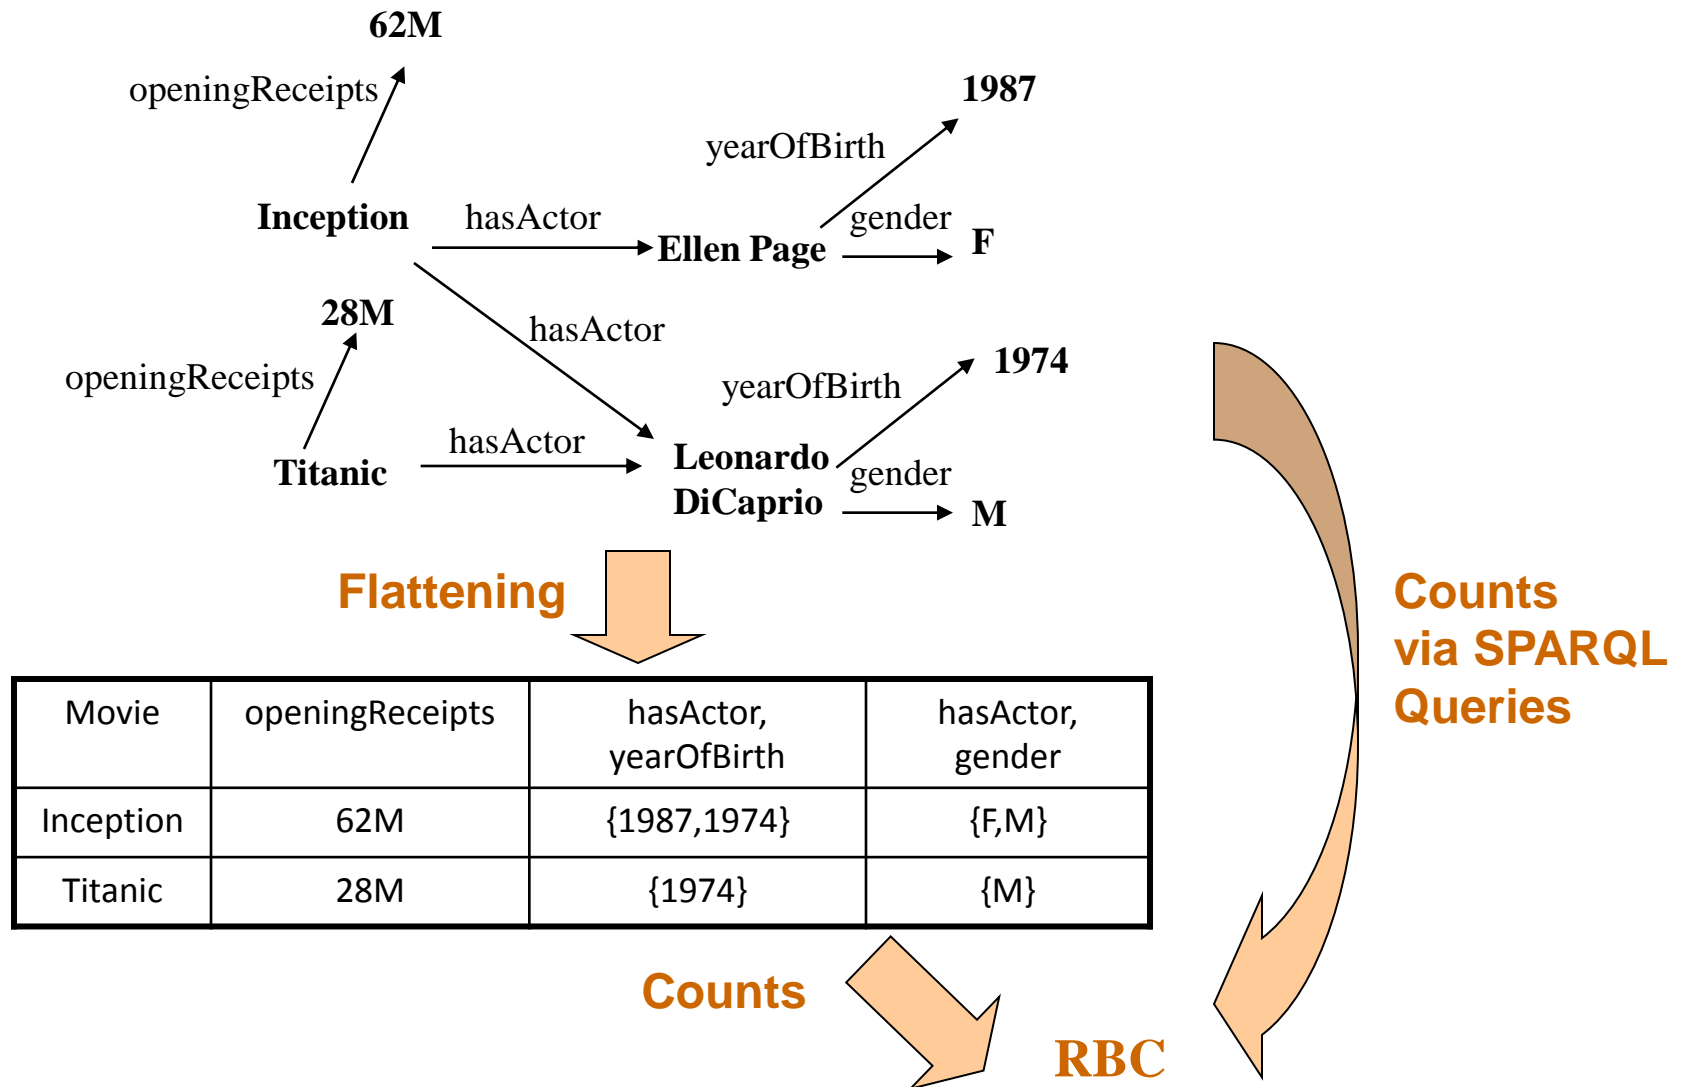 62M
openingReceipts
1987
yearOfBirth
Inception
hasActor
gender
Ellen Page
F
28M
hasActor
openingReceipts
1974
yearOfBirth
hasActor
Titanic
Leonardo
DiCaprio
gender
M
Flattening
Counts
via SPARQL
Queries
Movie openingReceipts hasActor, hasActor,
yearOfBirth gender
Inception 62M {1987,1974} {F,M}
Titanic 28M {1974} {M}
Counts
RBC